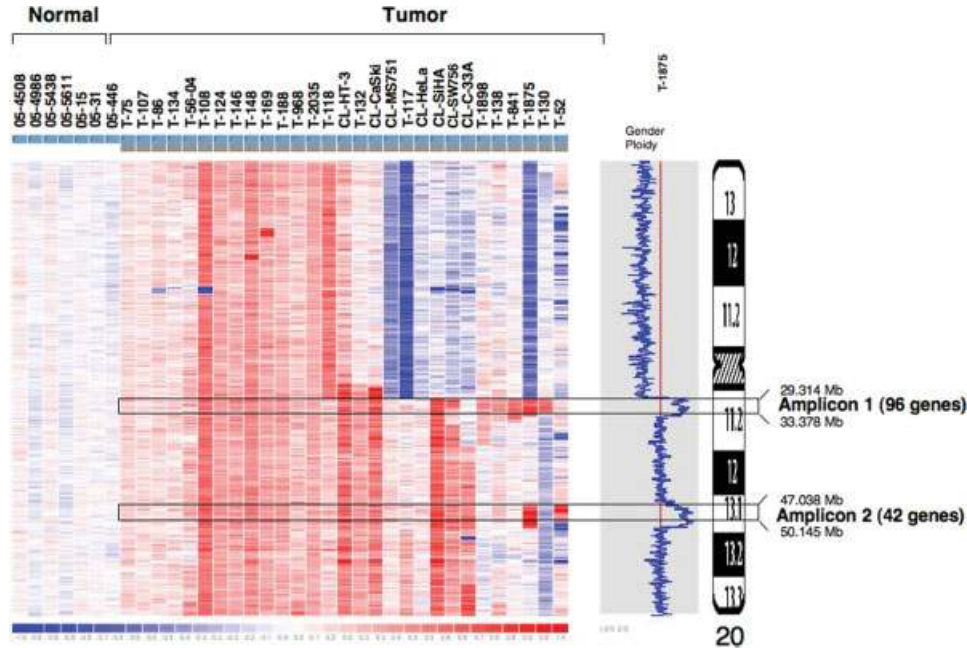 Normal
Tumor
05-4508
05-4986
05-5438
05-5611
05-15
05-31
05-446
T-75
T-107
T-86
T-134
T-56-04
T-108
T-124
T-146
T-148
T-169
T-188
T-968
T-2035
T-118
CL-HT-3
T-132
CL-CaSki
CL-MS751
T-117
CL-HeLa
CL-SiHA
CL-SW756
CL-C-33A
T-1898
T-138
T-841
T-1875
T-130
T-52
T-1875
Gender
Ploidy
13
12
11.2
29.314 Mb
Amplicon 1 (96 genes)
33.378 Mb
11.2
12
47.038 Mb
13.1
Amplicon 2 (42 genes)
50.145 Mb
13.2
13.3
20